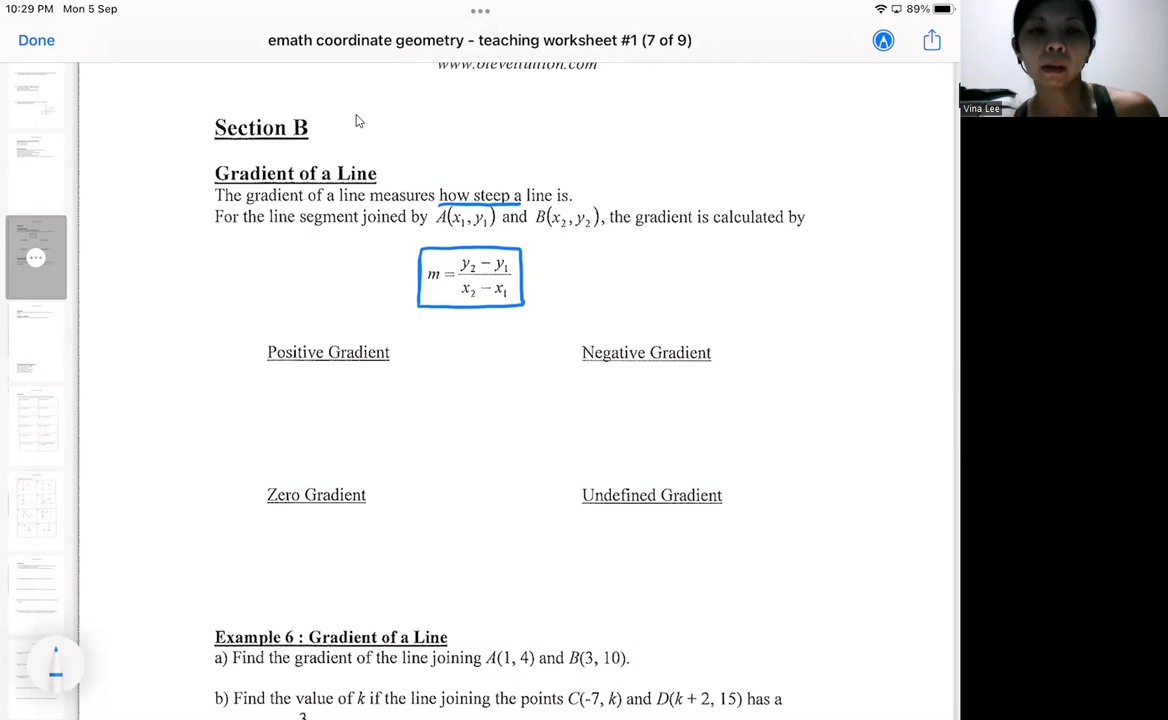 10:29 PM Mon 5 Sep
89%
Done
emath coordinate geometry - teaching worksheet #1 (7 of 9)
Vina Lee
www.oleveltuition.com
Section B
Gradient of a Line
The gradient of a line measures how steep a line is.
For the line segment joined by A(x₁, y₁) and B(x₂, y₂), the gradient is calculated by
m = (y₂ − y₁) / (x₂ − x₁)
Positive Gradient
Negative Gradient
Zero Gradient
Undefined Gradient
Example 6 : Gradient of a Line
a) Find the gradient of the line joining A(1, 4) and B(3, 10).
b) Find the value of k if the line joining the points C(-7, k) and D(k + 2, 15) has a
3